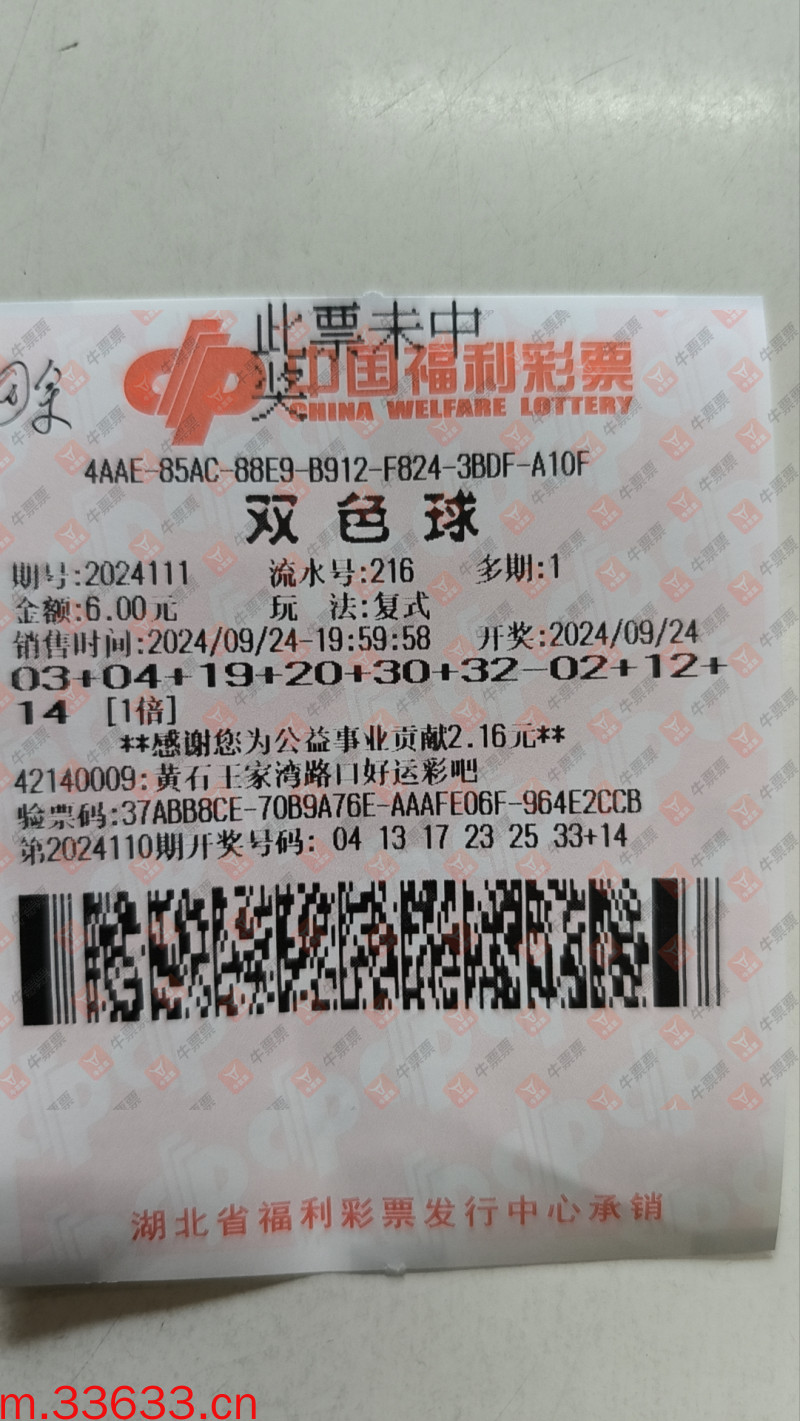 此票未中
奖
中国福利彩票
CHINA WELFARE LOTTERY
4AAE-85AC-88E9-B912-F824-3BDF-A10F
双色球
期号:2024111 流水号:216 多期:1
金额:6.00元 玩 法:复式
销售时间:2024/09/24-19:59:58 开奖:2024/09/24
03+04+19+20+30+32-02+12+
14 [1倍]
**感谢您为公益事业贡献2.16元**
42140009:黄石王家湾路口好运彩吧
验票码:37ABB8CE-70B9A76E-AAAFE06F-964E2CCB
第2024110期开奖号码: 04 13 17 23 25 33+14
牛票票
湖北省福利彩票发行中心承销
m.33633.cn